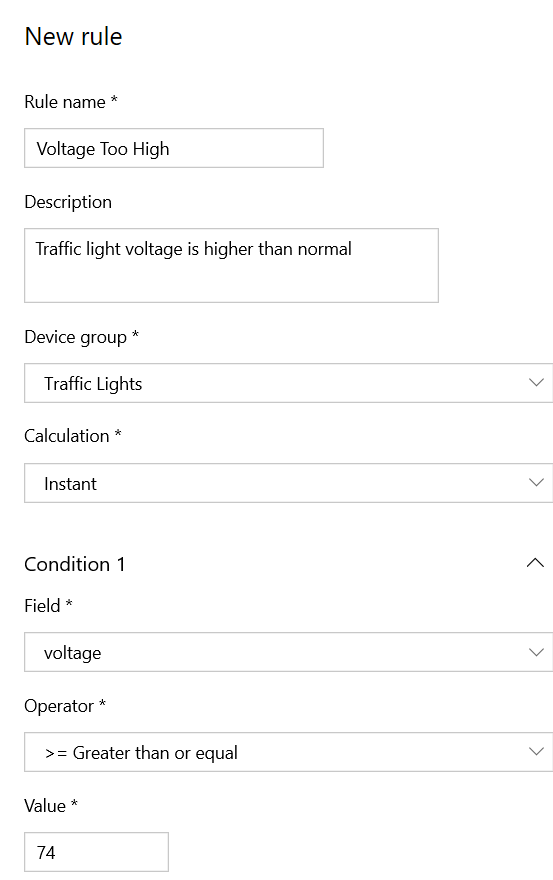 New rule
Rule name *
Voltage Too High
Description
Traffic light voltage is higher than normal
Device group *
Traffic Lights
Calculation *
Instant
Condition 1
Field *
voltage
Operator *
>= Greater than or equal
Value *
74